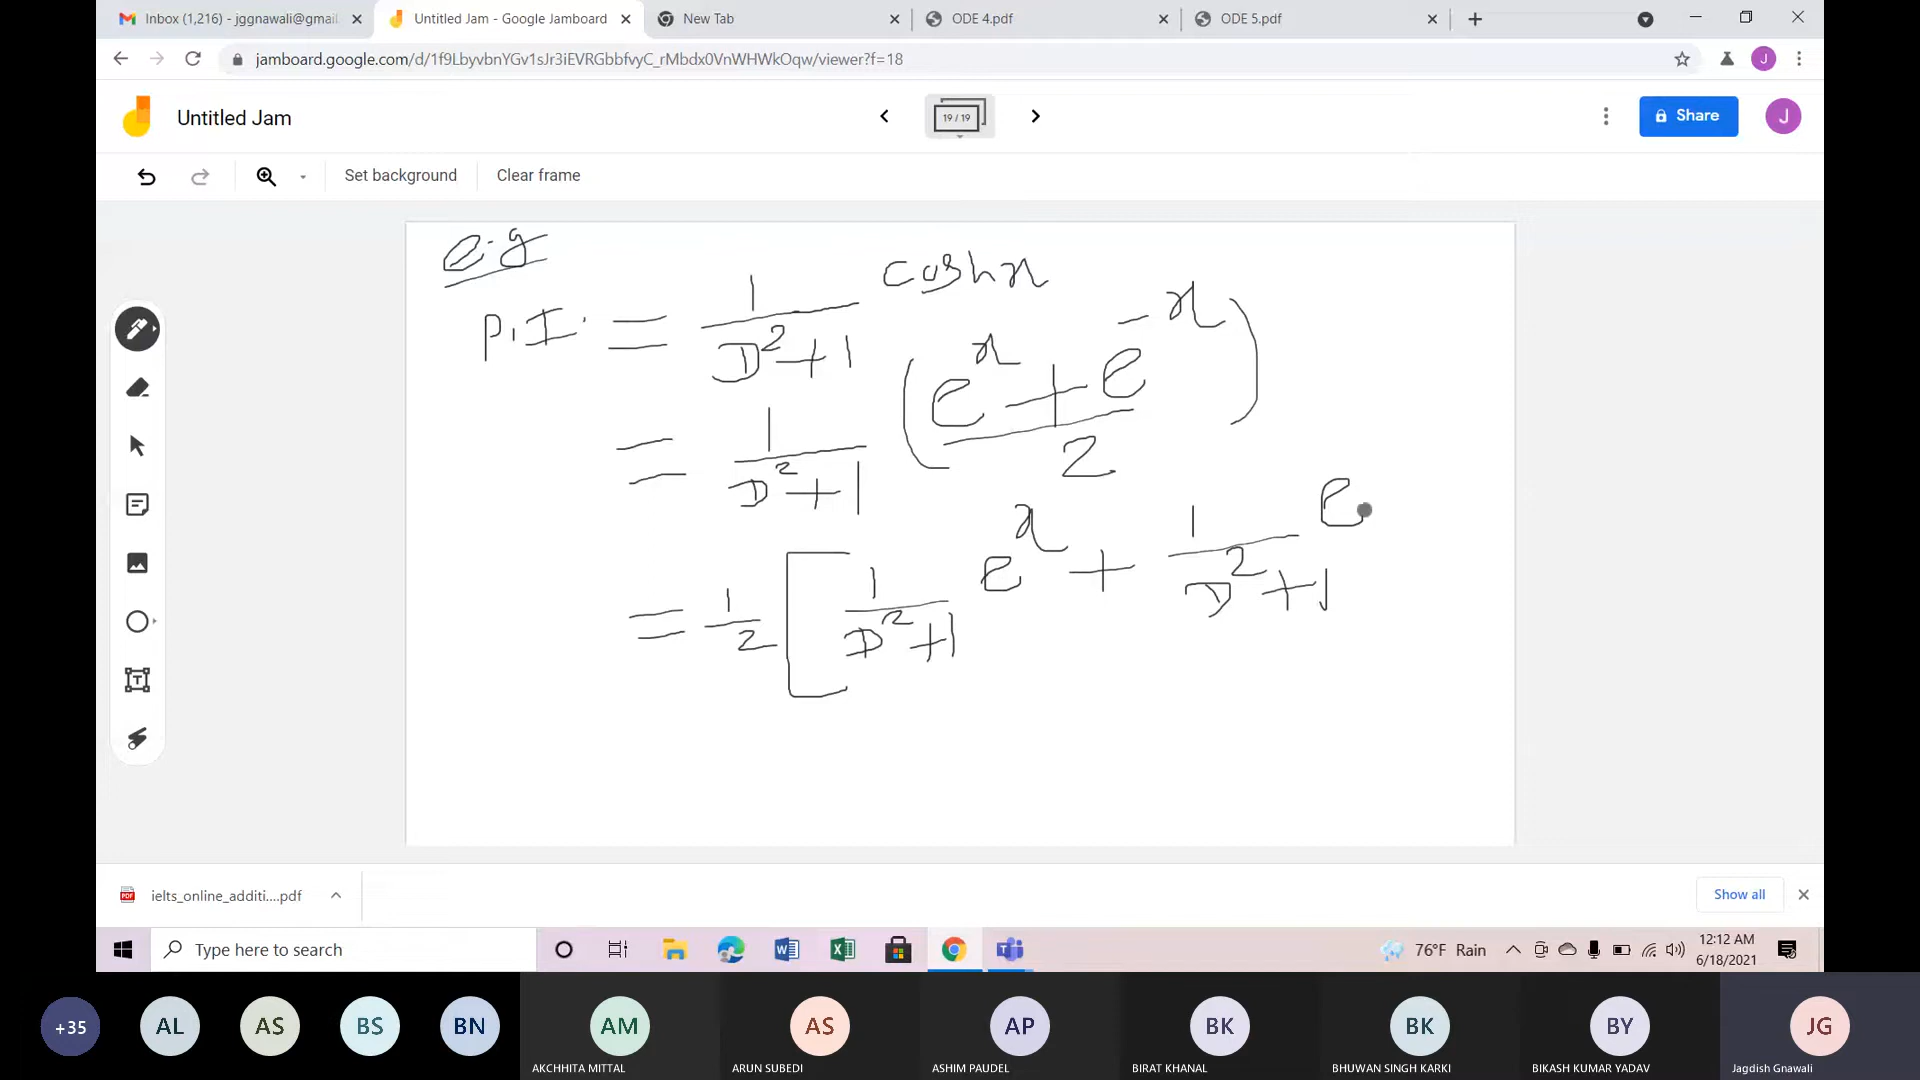 Inbox (1,216) - jggnawali@gmai
Untitled Jam - Google Jamboard
New Tab
ODE 4.pdf
ODE 5.pdf
jamboard.google.com/d/1f9LbyvbnYGv1sJr3iEVRGbbfvyC_rMbdx0VnWHWkOqw/viewer?f=18
J
Untitled Jam
19 / 19
Share
J
Set background
Clear frame
e.g
P.I. = 1/(D²+1) coshx
= 1/(D²+1) ((e^x + e^-x)/2)
= 1/2 [ 1/(D²+1) e^x + 1/(D²+1) e
ielts_online_additi....pdf
Show all
Type here to search
76°F Rain
12:12 AM
6/18/2021
+35
AL
AS
BS
BN
AM
AS
AP
BK
BK
BY
JG
AKCHHITA MITTAL
ARUN SUBEDI
ASHIM PAUDEL
BIRAT KHANAL
BHUWAN SINGH KARKI
BIKASH KUMAR YADAV
Jagdish Gnawali